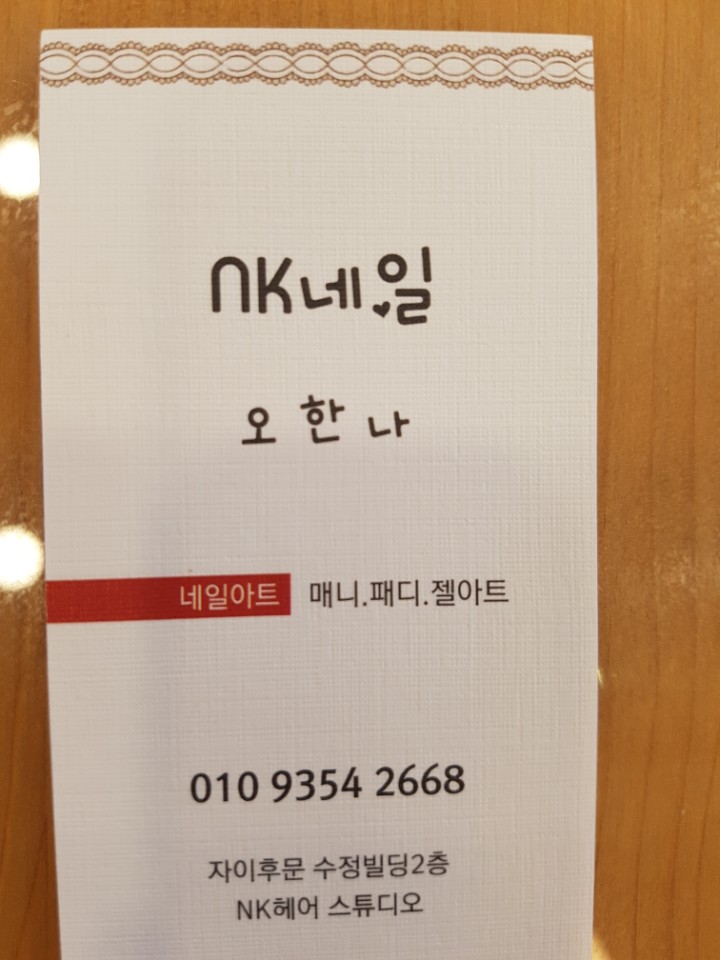 NK네일
오한나
네일아트 매니.패디.젤아트
010 9354 2668
자이후문 수정빌딩2층
NK헤어 스튜디오